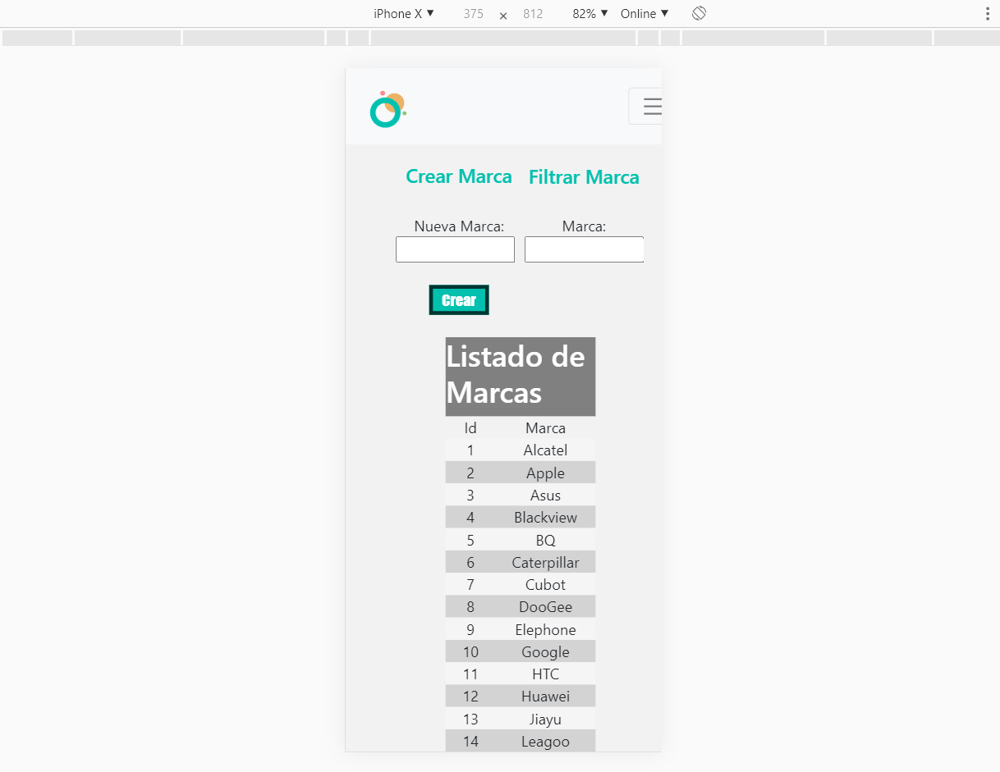 iPhone X ▼ 375 × 812 82% ▼ Online ▼
Crear Marca Filtrar Marca
Nueva Marca: Marca:
Crear
Listado de
Marcas
Id Marca
1 Alcatel
2 Apple
3 Asus
4 Blackview
5 BQ
6 Caterpillar
7 Cubot
8 DooGee
9 Elephone
10 Google
11 HTC
12 Huawei
13 Jiayu
14 Leagoo